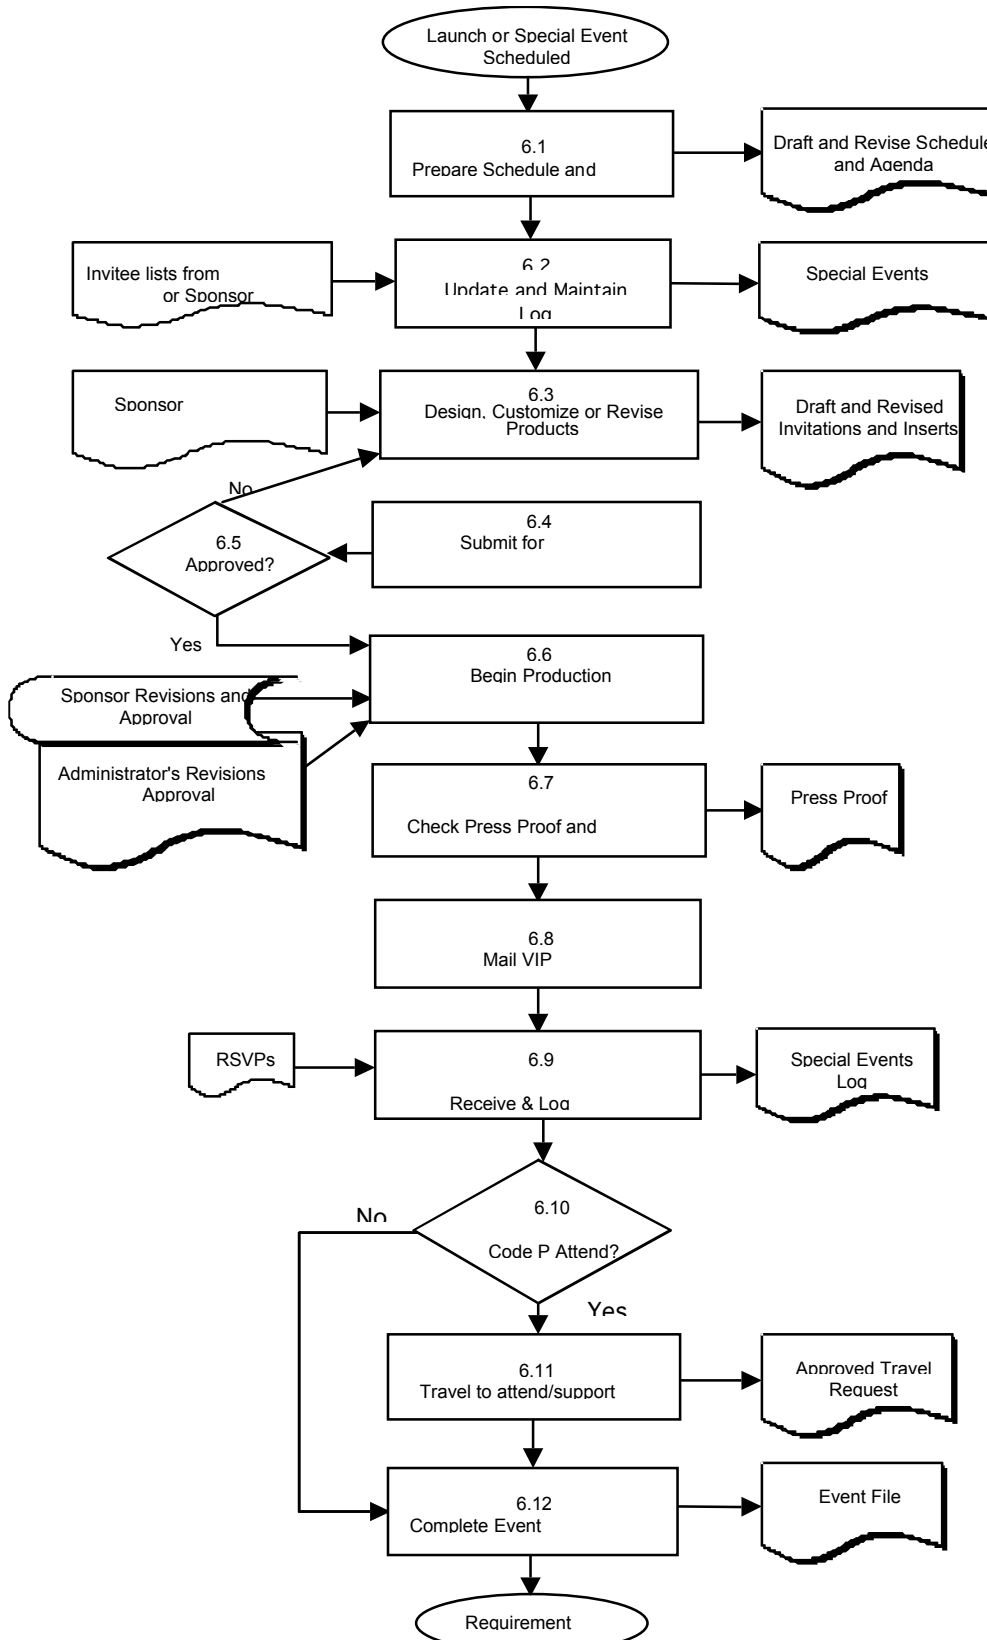 Launch or Special Event
Scheduled
6.1
Prepare Schedule and
Draft and Revise Schedule
and Agenda
Invitee lists from
or Sponsor
6.2
Update and Maintain
Log
Special Events
Sponsor
6.3
Design, Customize or Revise
Products
Draft and Revised
Invitations and Inserts
No
6.4
Submit for
6.5
Approved?
Yes
6.6
Begin Production
Sponsor Revisions and
Approval
Administrator's Revisions
Approval
6.7
Check Press Proof and
Press Proof
6.8
Mail VIP
RSVPs
6.9
Receive & Log
Special Events
Log
6.10
Code P Attend?
No
Yes
6.11
Travel to attend/support
Approved Travel
Request
6.12
Complete Event
Event File
Requirement